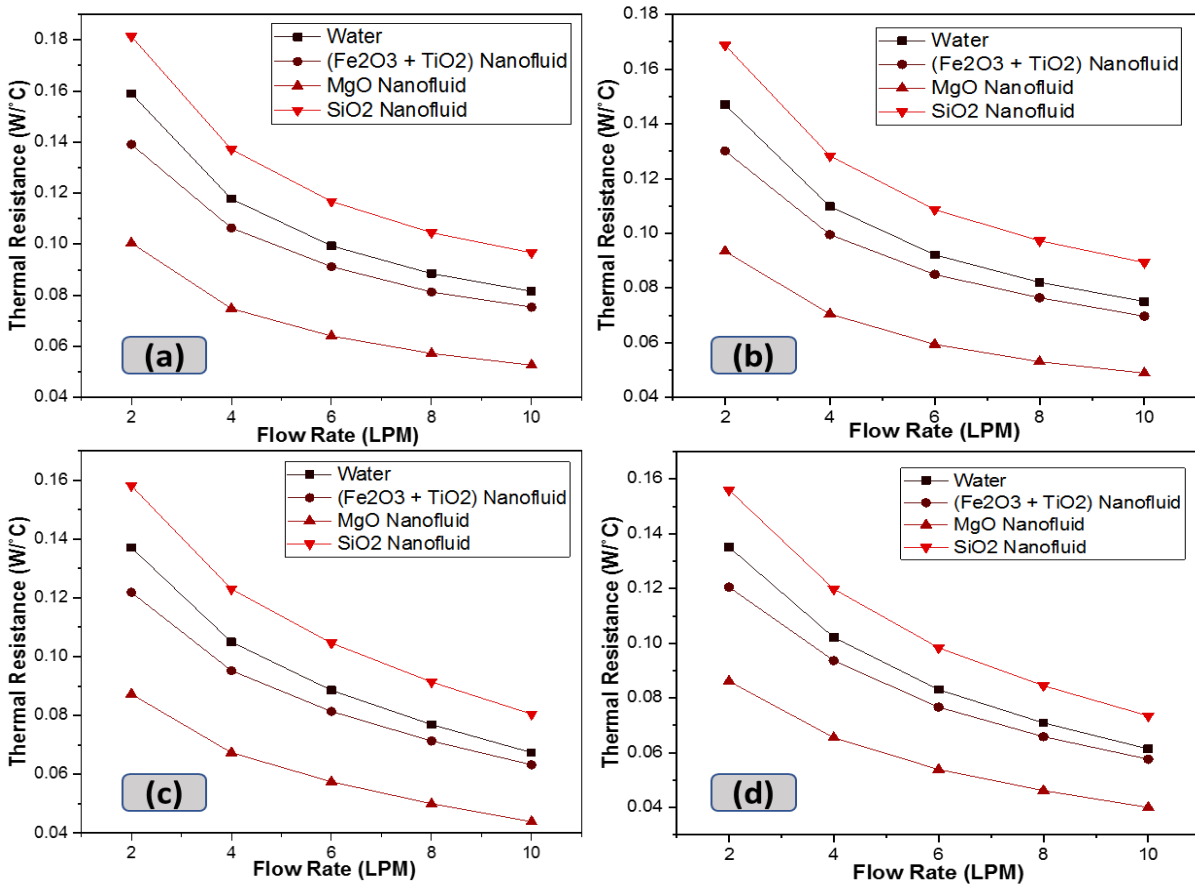 Thermal Resistance (W/˚C)
0.18
0.16
0.14
0.12
0.10
0.08
0.06
0.04
Water
(Fe2O3 + TiO2) Nanofluid
MgO Nanofluid
SiO2 Nanofluid
(a)
2 4 6 8 10
Flow Rate (LPM)
Thermal Resistance (W/˚C)
0.18
0.16
0.14
0.12
0.10
0.08
0.06
0.04
Water
(Fe2O3 + TiO2) Nanofluid
MgO Nanofluid
SiO2 Nanofluid
(b)
2 4 6 8 10
Flow Rate (LPM)
Thermal Resistance (W/˚C)
0.16
0.14
0.12
0.10
0.08
0.06
0.04
Water
(Fe2O3 + TiO2) Nanofluid
MgO Nanofluid
SiO2 Nanofluid
(c)
2 4 6 8 10
Flow Rate (LPM)
Thermal Resistance (W/˚C)
0.16
0.14
0.12
0.10
0.08
0.06
0.04
Water
(Fe2O3 + TiO2) Nanofluid
MgO Nanofluid
SiO2 Nanofluid
(d)
2 4 6 8 10
Flow Rate (LPM)